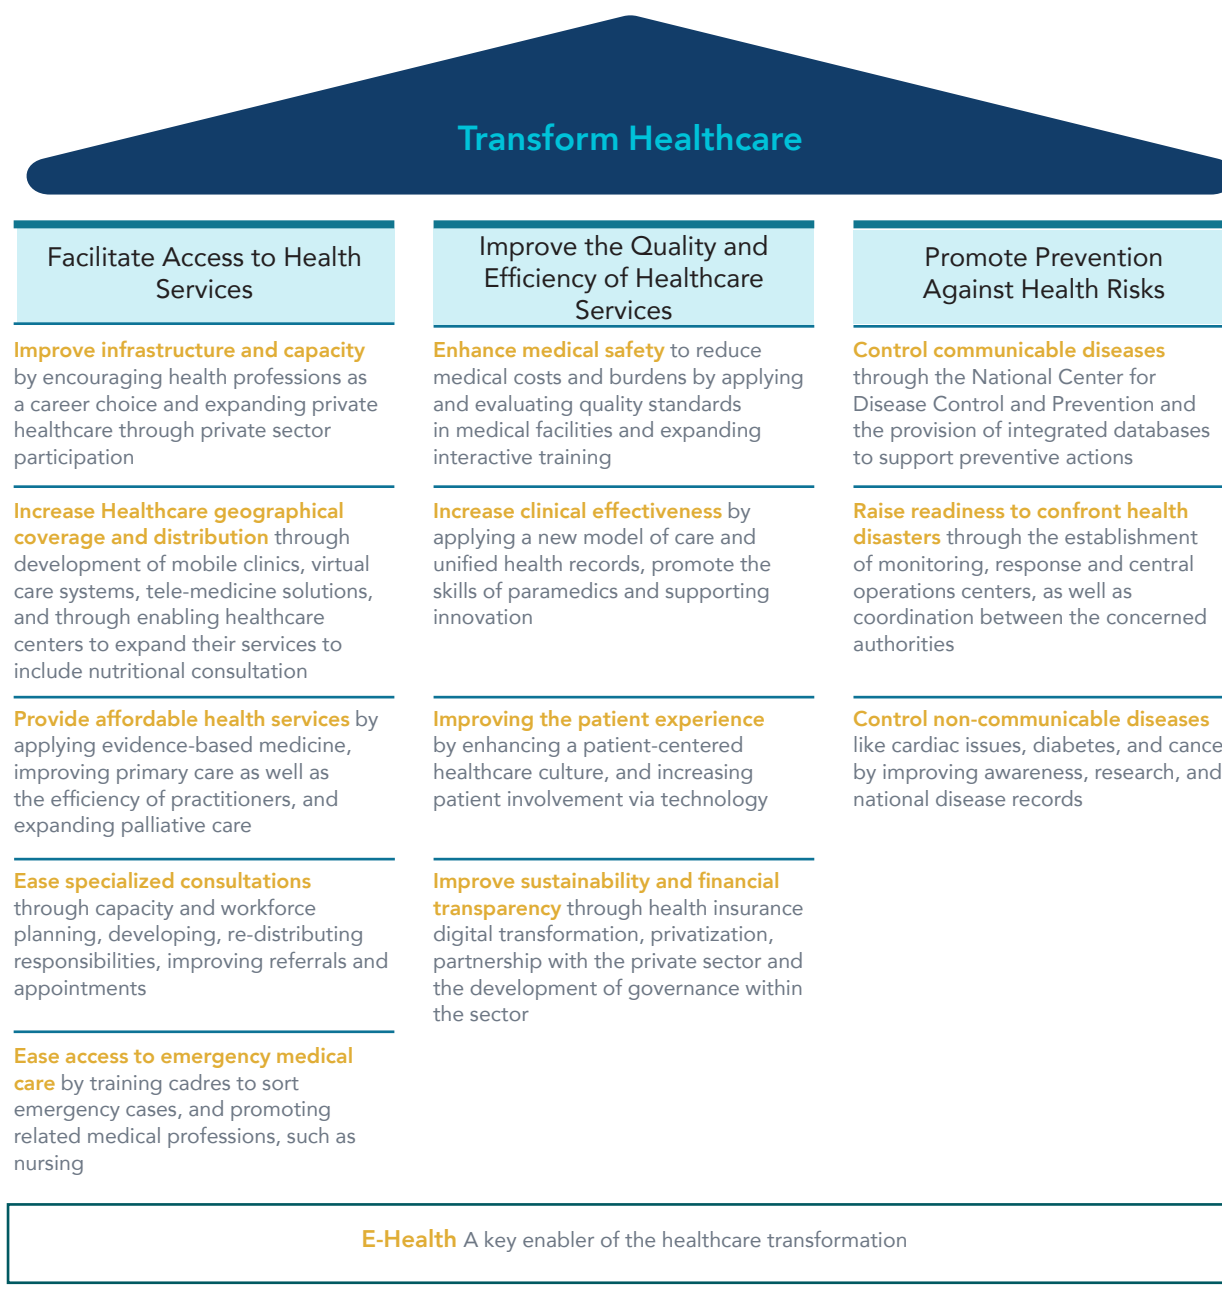 Transform Healthcare
Facilitate Access to Health
Services
Improve infrastructure and capacity
by encouraging health professions as
a career choice and expanding private
healthcare through private sector
participation
Increase Healthcare geographical
coverage and distribution through
development of mobile clinics, virtual
care systems, tele-medicine solutions,
and through enabling healthcare
centers to expand their services to
include nutritional consultation
Provide affordable health services by
applying evidence-based medicine,
improving primary care as well as
the efficiency of practitioners, and
expanding palliative care
Ease specialized consultations
through capacity and workforce
planning, developing, re-distributing
responsibilities, improving referrals and
appointments
Ease access to emergency medical
care by training cadres to sort
emergency cases, and promoting
related medical professions, such as
nursing
Improve the Quality and
Efficiency of Healthcare
Services
Enhance medical safety to reduce
medical costs and burdens by applying
and evaluating quality standards
in medical facilities and expanding
interactive training
Increase clinical effectiveness by
applying a new model of care and
unified health records, promote the
skills of paramedics and supporting
innovation
Improving the patient experience
by enhancing a patient-centered
healthcare culture, and increasing
patient involvement via technology
Improve sustainability and financial
transparency through health insurance
digital transformation, privatization,
partnership with the private sector and
the development of governance within
the sector
Promote Prevention
Against Health Risks
Control communicable diseases
through the National Center for
Disease Control and Prevention and
the provision of integrated databases
to support preventive actions
Raise readiness to confront health
disasters through the establishment
of monitoring, response and central
operations centers, as well as
coordination between the concerned
authorities
Control non-communicable diseases
like cardiac issues, diabetes, and cance
by improving awareness, research, and
national disease records
E-Health A key enabler of the healthcare transformation